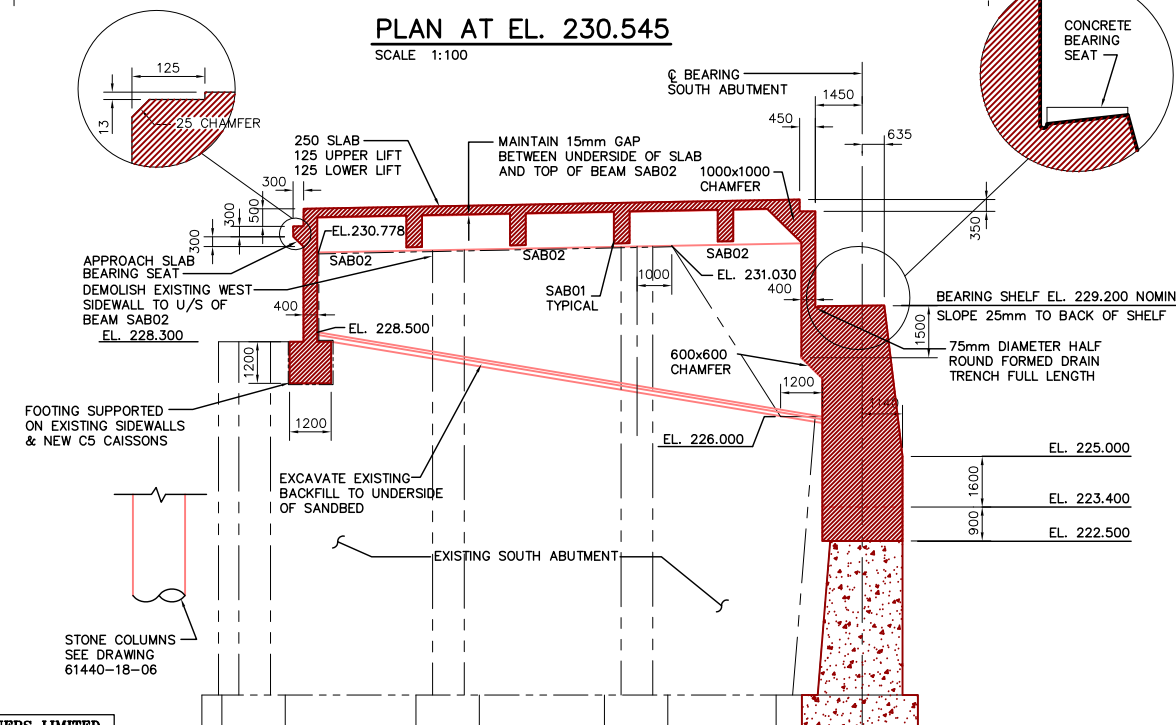 PLAN AT EL. 230.545
SCALE 1:100
125
13
25 CHAMFER
℄ BEARING
SOUTH ABUTMENT
1450
450
635
CONCRETE
BEARING
SEAT
250 SLAB
125 UPPER LIFT
125 LOWER LIFT
MAINTAIN 15mm GAP
BETWEEN UNDERSIDE OF SLAB
AND TOP OF BEAM SAB02
1000x1000
CHAMFER
300
500
300
300
350
EL.230.778
SAB02
SAB02
SAB02
APPROACH SLAB
BEARING SEAT
DEMOLISH EXISTING WEST
SIDEWALL TO U/S OF
BEAM SAB02
EL. 228.300
400
EL. 228.500
SAB01
TYPICAL
1000
EL. 231.030
400
BEARING SHELF EL. 229.200 NOMIN
SLOPE 25mm TO BACK OF SHELF
1500
75mm DIAMETER HALF
ROUND FORMED DRAIN
TRENCH FULL LENGTH
600x600
CHAMFER
1200
1200
1200
1140
FOOTING SUPPORTED
ON EXISTING SIDEWALLS
& NEW C5 CAISSONS
EL. 226.000
EL. 225.000
1600
EL. 223.400
900
EL. 222.500
EXCAVATE EXISTING
BACKFILL TO UNDERSIDE
OF SANDBED
EXISTING SOUTH ABUTMENT
STONE COLUMNS
SEE DRAWING
61440-18-06
LIMITED